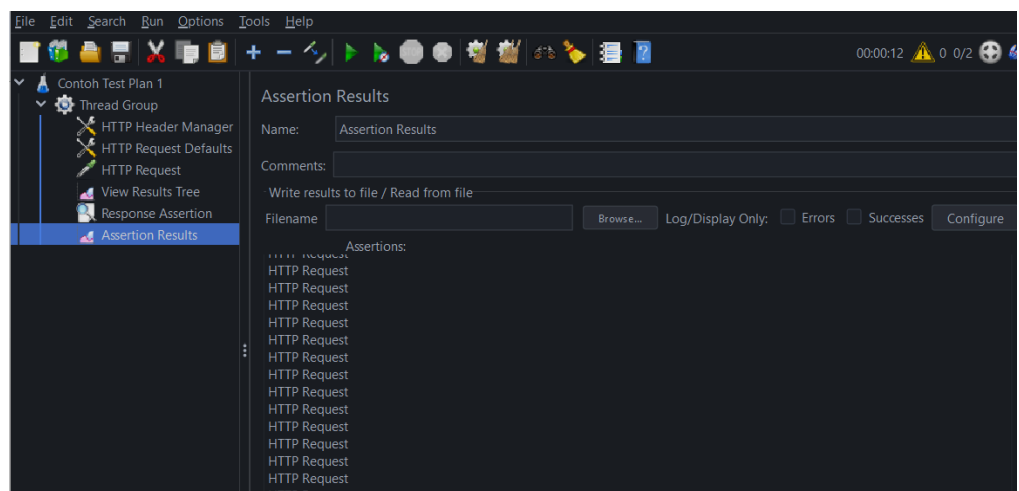 File Edit Search Run Options Tools Help
00:00:12 0 0/2
Contoh Test Plan 1
Thread Group
HTTP Header Manager
HTTP Request Defaults
HTTP Request
View Results Tree
Response Assertion
Assertion Results
Assertion Results
Name: Assertion Results
Comments:
Write results to file / Read from file
Filename Browse... Log/Display Only: Errors Successes Configure
Assertions:
HTTP Request
HTTP Request
HTTP Request
HTTP Request
HTTP Request
HTTP Request
HTTP Request
HTTP Request
HTTP Request
HTTP Request
HTTP Request
HTTP Request
HTTP Request
HTTP Request